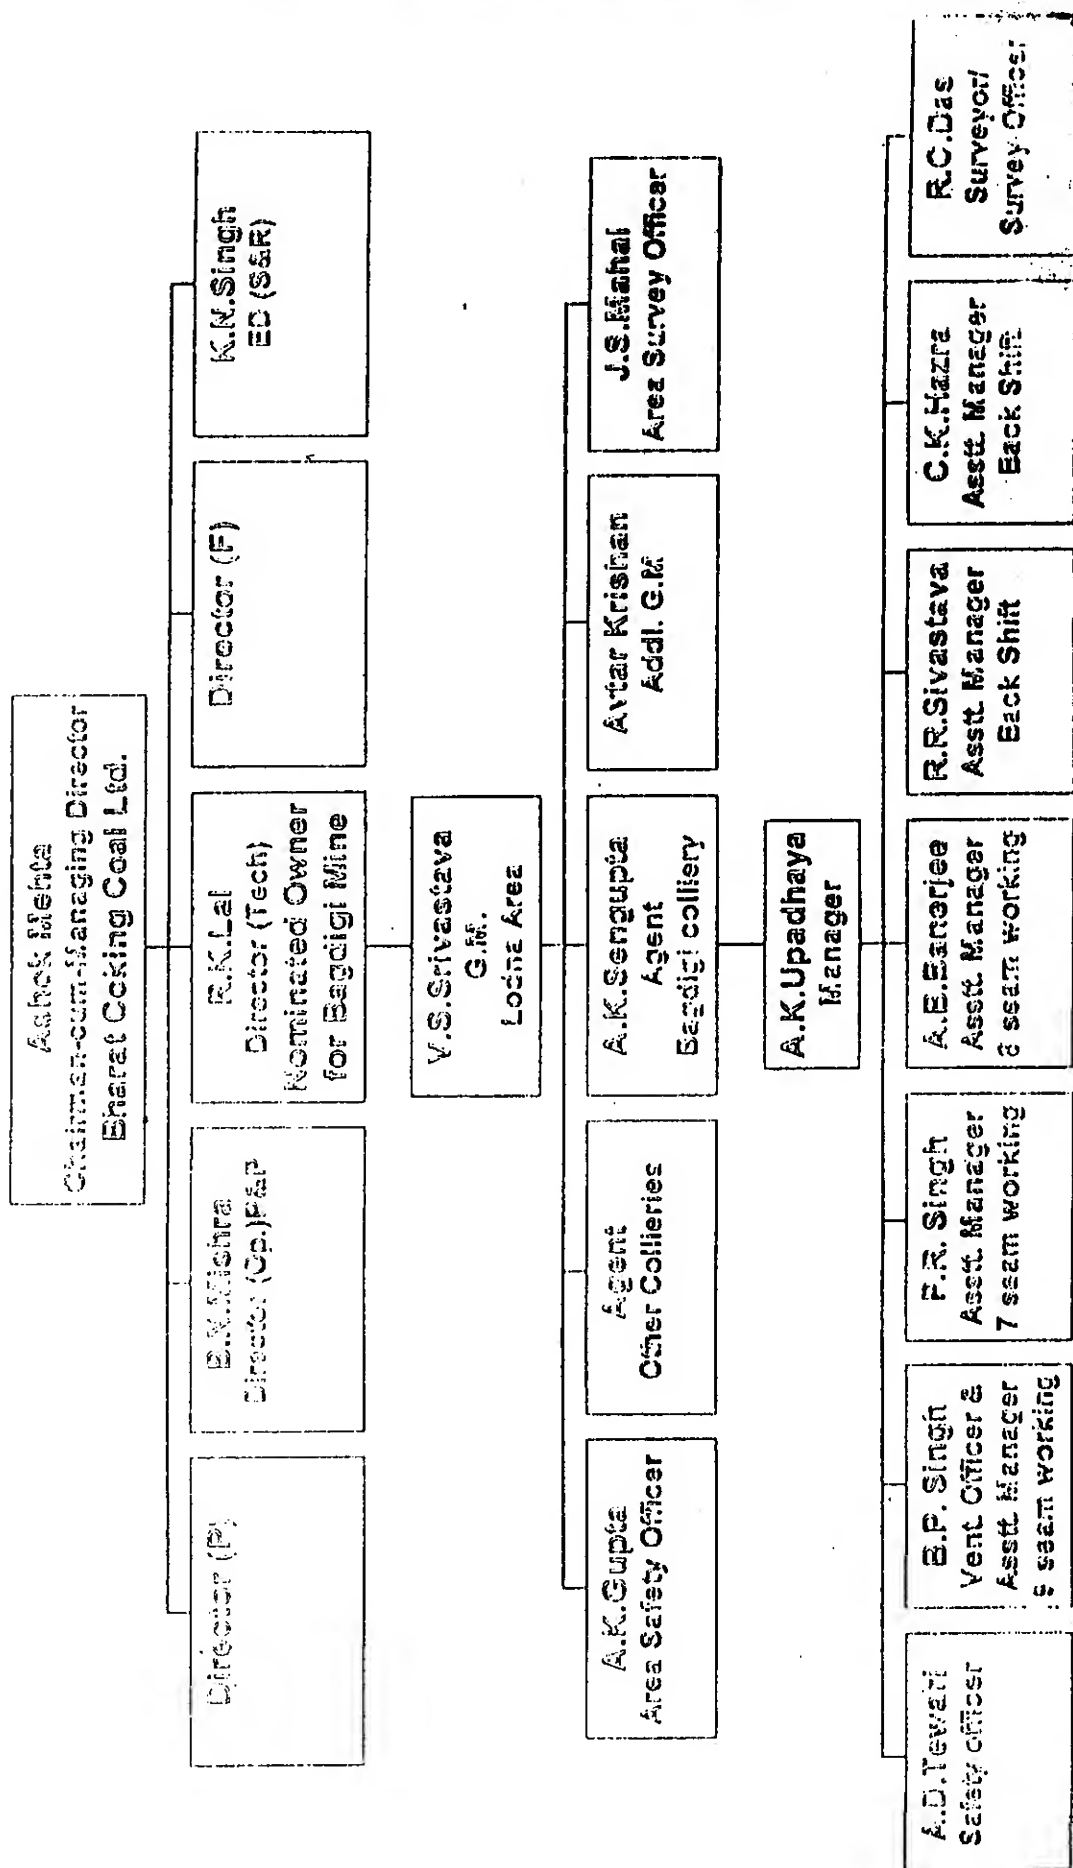 Ashok Mehta
Chairman-cum-Managing Director
Bharat Coking Coal Ltd.
Director (P)
B.N.Mishra
Director (Op.)P&P
R.K.Lal
Director (Tech)
Nominated Owner
for Bagdigi Mine
Director (F)
K.N.Singh
ED (S&R)
V.S.Srivastava
G.M.
Lodna Area
A.K.Gupta
Area Safety Officer
Agent
Other Collieries
A.K.Sengupta
Agent
Bagdigi colliery
Avtar Krishan
Addl. G.M
J.S.Mahal
Area Survey Officer
A.K.Upadhaya
Manager
A.D.Tewari
Safety officer
B.P. Singh
Vent. Officer &
Asstt. Manager
seam working
P.R. Singh
Asstt. Manager
7 seam working
A.B.Banerjee
Asstt. Manager
seam working
R.R.Sivastava
Asstt. Manager
Back Shift
C.K.Hazra
Asstt. Manager
Back Shift
R.C.Das
Surveyor/
Survey Officer